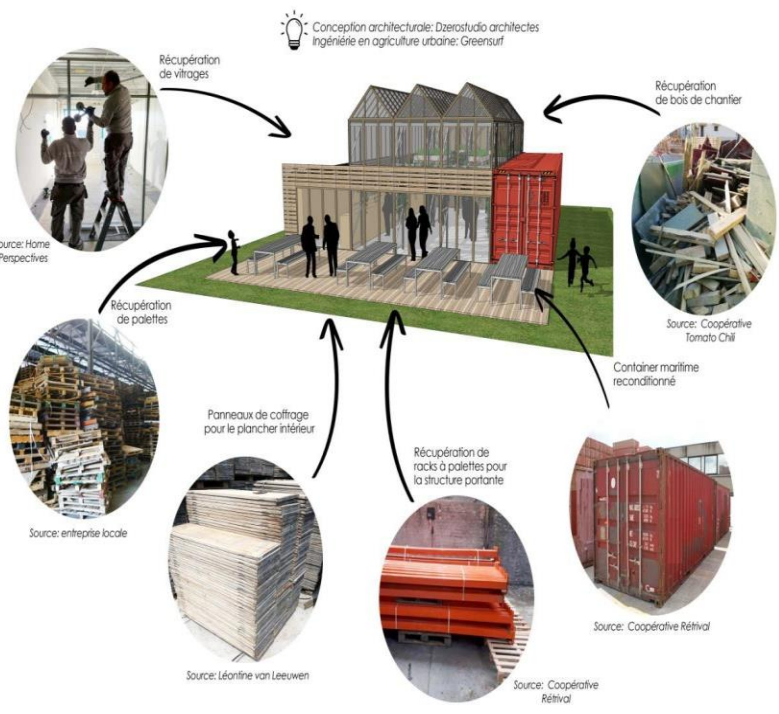 Conception architecturale: Dzerostudio architectes
Ingéniérie en agriculture urbaine: Greensurf
Récupération
de vitrages
Récupération
de bois de chantier
Source: Home
Perspectives
Récupération
de palettes
Source: Coopérative
Tomato Chili
Container maritime
reconditionné
Panneaux de coffrage
pour le plancher intérieur
Récupération de
racks à palettes pour
la structure portante
Source: entreprise locale
Source: Coopérative Rétrival
Source: Léontine van Leeuwen
Source: Coopérative
Rétrival